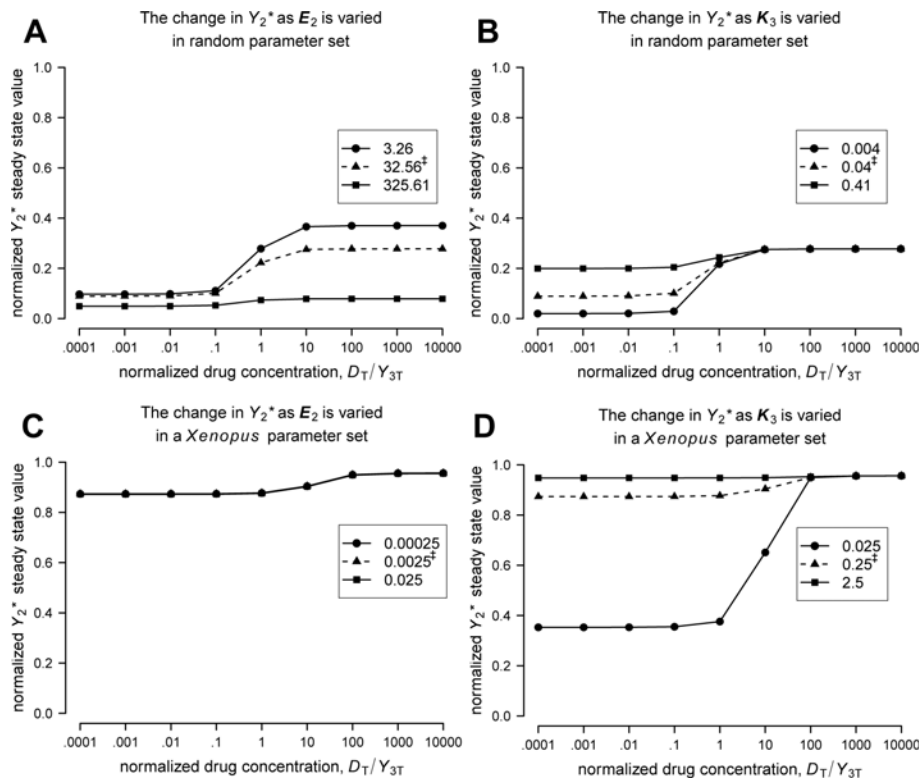 A
The change in Y2* as E2 is varied
in random parameter set
normalized Y2* steady state value
1.0
0.8
0.6
0.4
0.2
0.0
3.26
32.56‡
325.61
.0001 .001 .01 .1 1 10 100 1000 10000
normalized drug concentration, DT/Y3T
B
The change in Y2* as K3 is varied
in random parameter set
normalized Y2* steady state value
1.0
0.8
0.6
0.4
0.2
0.0
0.004
0.04‡
0.41
.0001 .001 .01 .1 1 10 100 1000 10000
normalized drug concentration, DT/Y3T
C
The change in Y2* as E2 is varied
in a Xenopus parameter set
normalized Y2* steady state value
1.0
0.8
0.6
0.4
0.2
0.0
0.00025
0.0025‡
0.025
.0001 .001 .01 .1 1 10 100 1000 10000
normalized drug concentration, DT/Y3T
D
The change in Y2* as K3 is varied
in a Xenopus parameter set
normalized Y2* steady state value
1.0
0.8
0.6
0.4
0.2
0.0
0.025
0.25‡
2.5
.0001 .001 .01 .1 1 10 100 1000 10000
normalized drug concentration, DT/Y3T